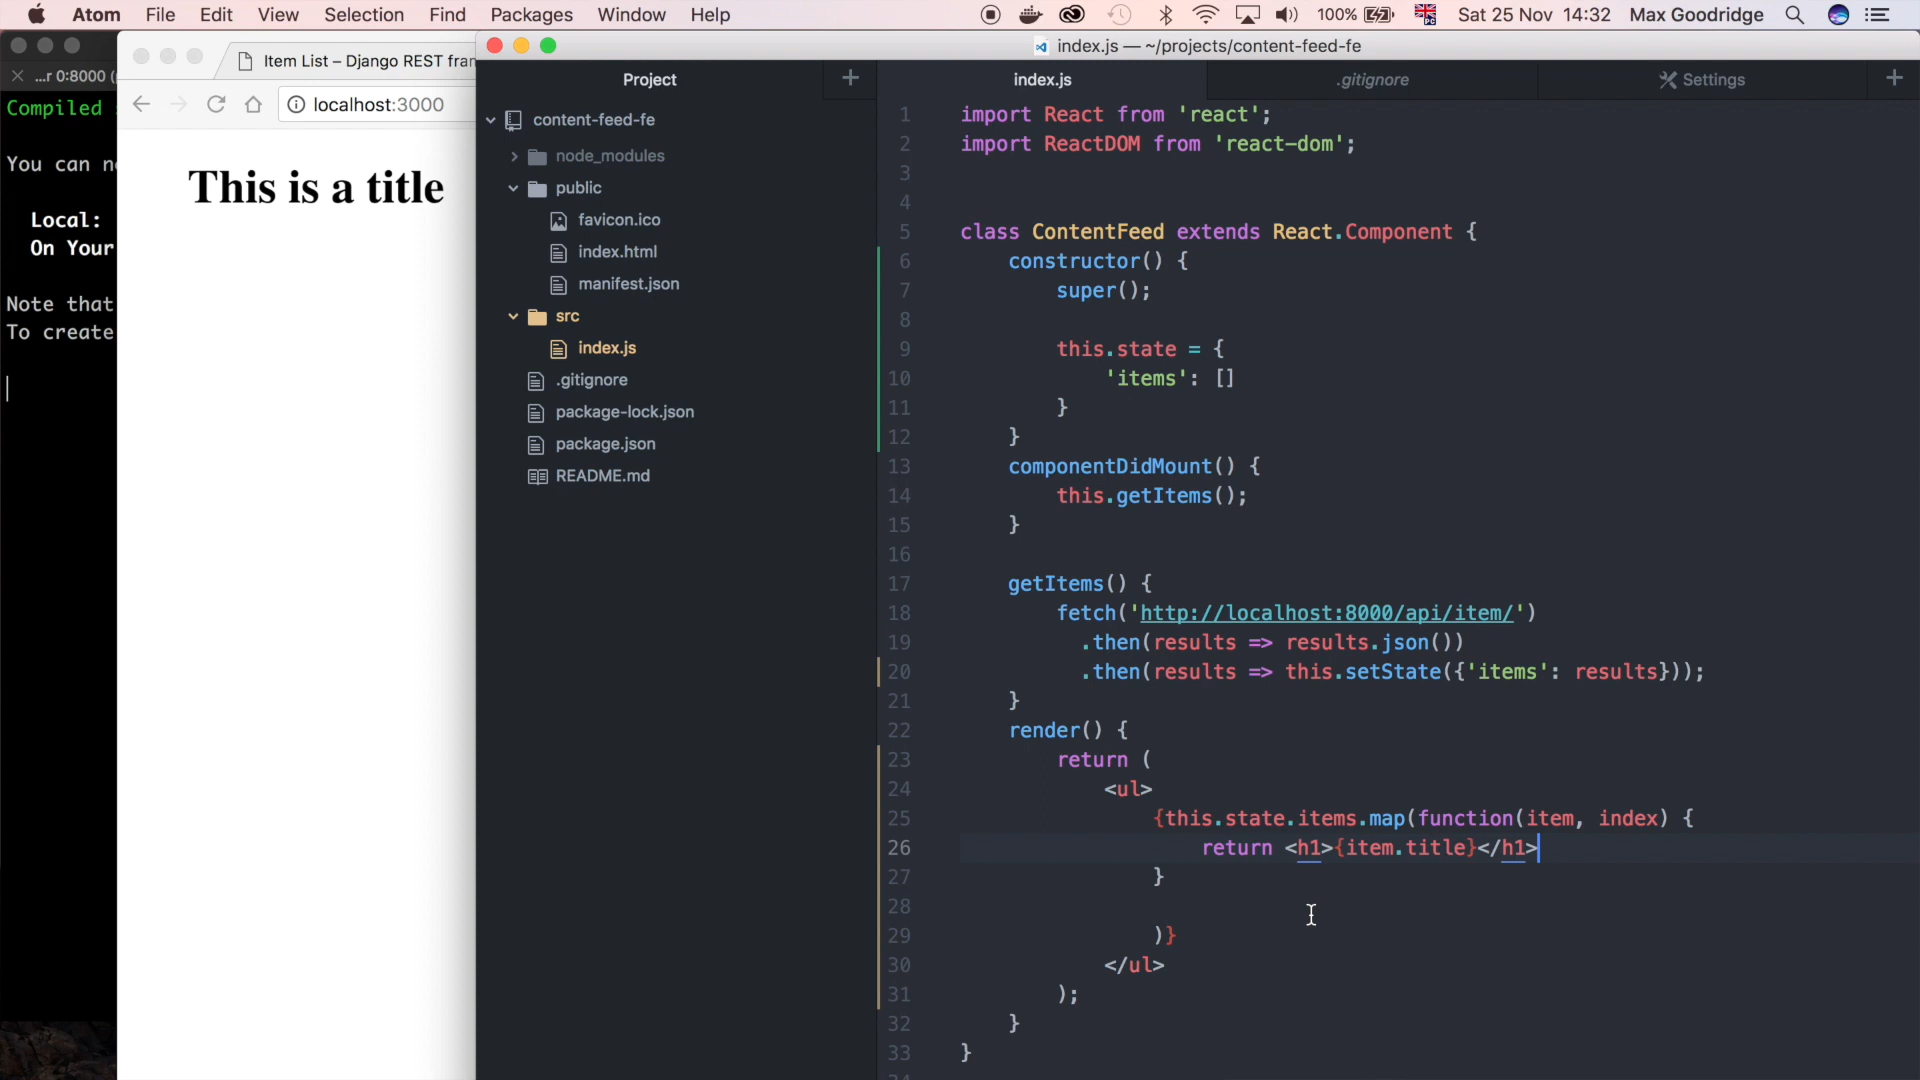 Atom File Edit View Selection Find Packages Window Help 100% Sat 25 Nov 14:32 Max Goodridge
...r 0:8000 (
Compiled
You can n
Local:
On Your
Note that
To create
Item List – Django REST fran
localhost:3000
This is a title
index.js — ~/projects/content-feed-fe
Project
content-feed-fe
node_modules
public
favicon.ico
index.html
manifest.json
src
index.js
.gitignore
package-lock.json
package.json
README.md
index.js .gitignore Settings
1 import React from 'react';
2 import ReactDOM from 'react-dom';
3
4
5 class ContentFeed extends React.Component {
6 constructor() {
7 super();
8
9 this.state = {
10 'items': []
11 }
12 }
13 componentDidMount() {
14 this.getItems();
15 }
16
17 getItems() {
18 fetch('http://localhost:8000/api/item/')
19 .then(results => results.json())
20 .then(results => this.setState({'items': results}));
21 }
22 render() {
23 return (
24 <ul>
25 {this.state.items.map(function(item, index) {
26 return <h1>{item.title}</h1>
27 }
28
29 )}
30 </ul>
31 );
32 }
33 }